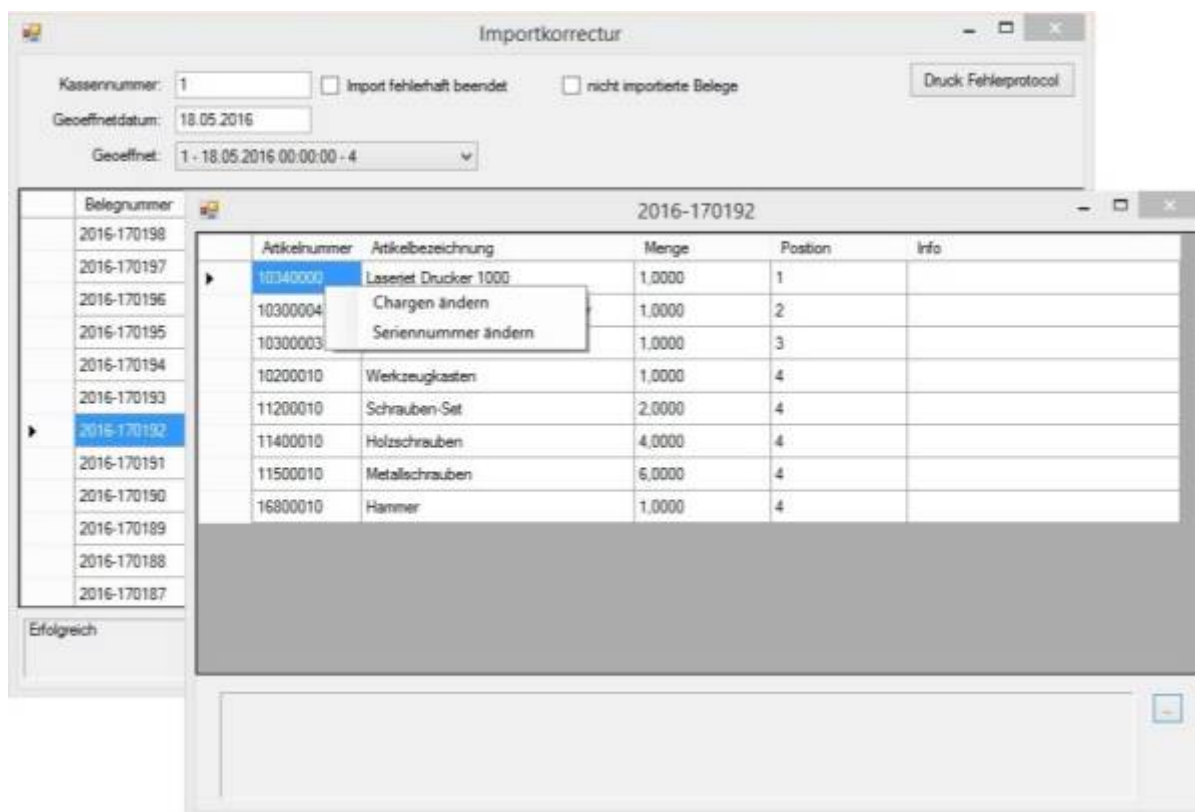 Importkorrectur
Kassennummer: 1 Import fehlerhaft beendet nicht importierte Belege Druck Fehlerprotocol
Geoeffnetdatum: 18.05.2016
Geoeffnet: 1 - 18.05.2016 00:00:00 - 4
Belegnummer
2016-170198
2016-170197
2016-170196
2016-170195
2016-170194
2016-170193
2016-170192
2016-170191
2016-170190
2016-170189
2016-170188
2016-170187
Erfolgreich
2016-170192
Artikelnummer Artikelbezeichnung Menge Position Info
10340000 Laserjet Drucker 1000 1,0000 1
10300004 1,0000 2
10300003 1,0000 3
10200010 Werkzeugkasten 1,0000 4
11200010 Schrauben-Set 2,0000 4
11400010 Holzschrauben 4,0000 4
11500010 Metallschrauben 6,0000 4
16800010 Hammer 1,0000 4
Chargen ändern
Seriennummer ändern
...